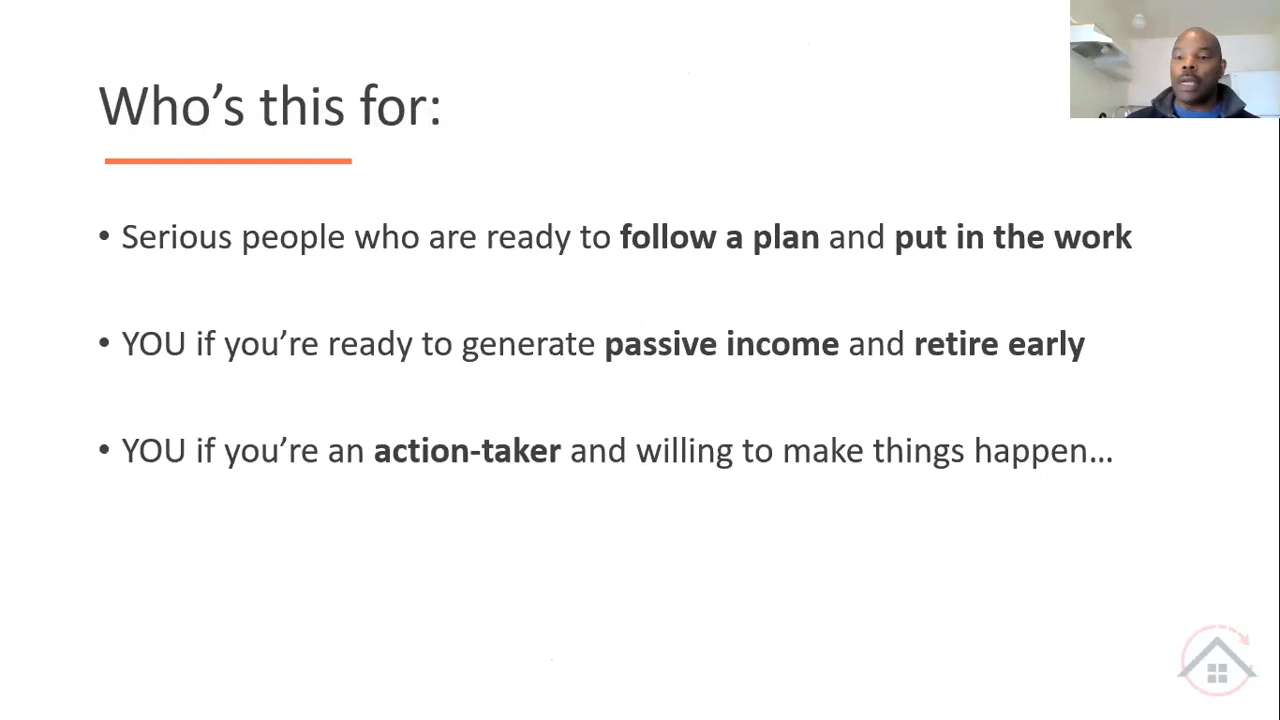 Who’s this for:
• Serious people who are ready to follow a plan and put in the work
• YOU if you’re ready to generate passive income and retire early
• YOU if you’re an action-taker and willing to make things happen…